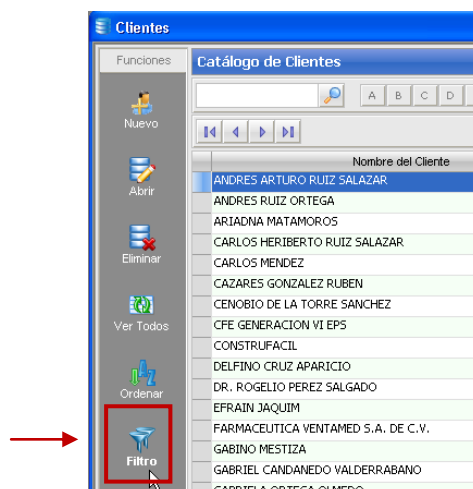 Clientes
Funciones
Nuevo
Abrir
Eliminar
Ver Todos
Ordenar
Filtro
Catálogo de Clientes
A B C D
Nombre del Cliente
ANDRES ARTURO RUIZ SALAZAR
ANDRES RUIZ ORTEGA
ARIADNA MATAMOROS
CARLOS HERIBERTO RUIZ SALAZAR
CARLOS MENDEZ
CAZARES GONZALEZ RUBEN
CENOBIO DE LA TORRE SANCHEZ
CFE GENERACION VI EPS
CONSTRUFACIL
DELFINO CRUZ APARICIO
DR. ROGELIO PEREZ SALGADO
EFRAIN JAQUIM
FARMACEUTICA VENTAMED S.A. DE C.V.
GABINO MESTIZA
GABRIEL CANDANEDO VALDERRABANO
GABRIELA ORTEGA OLMEDO